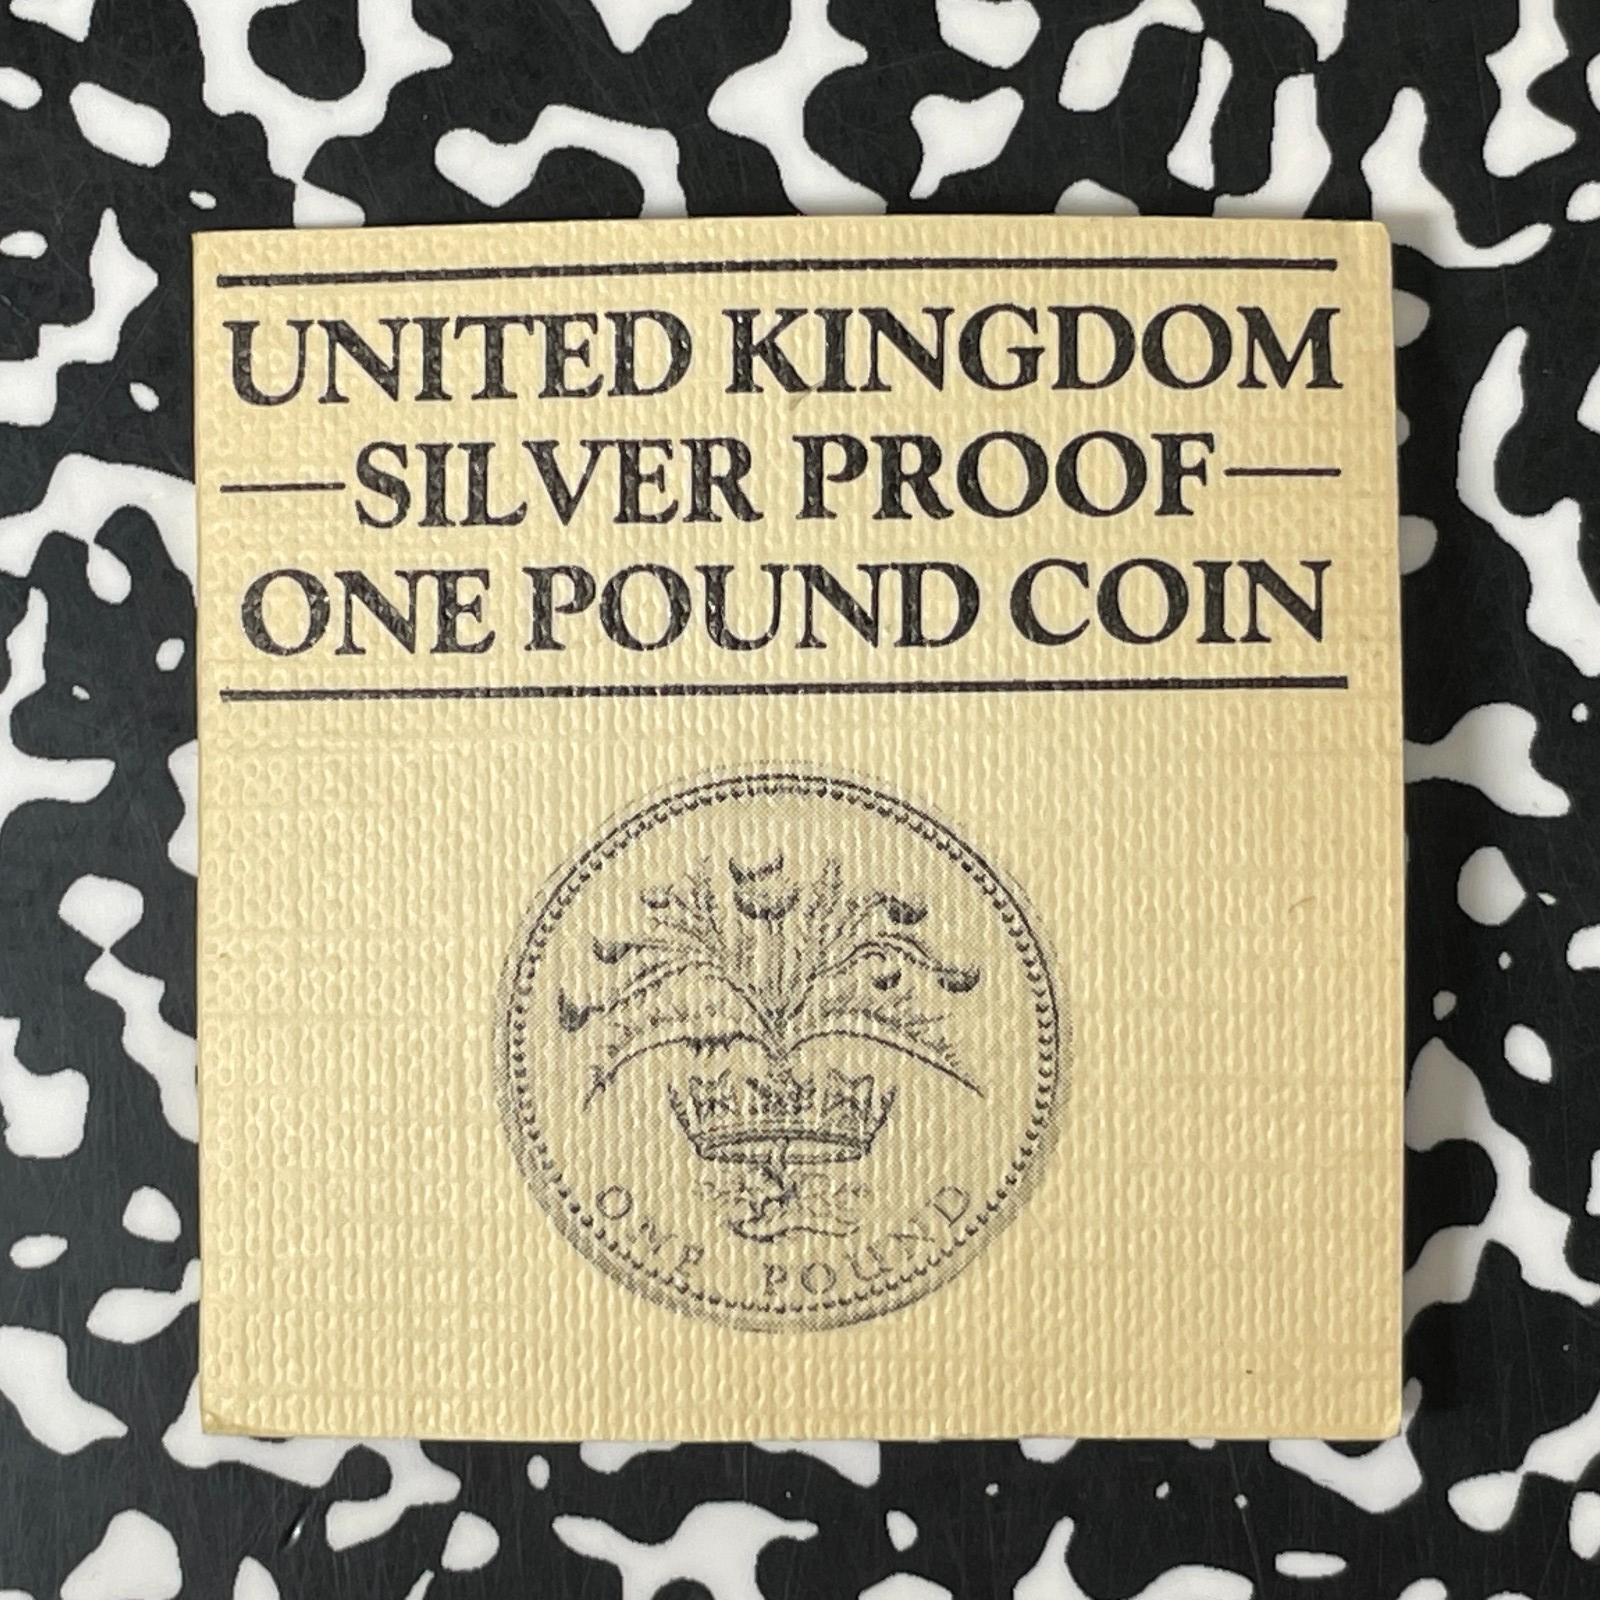 UNITED KINGDOM
—SILVER PROOF—
ONE POUND COIN
ONE POUND